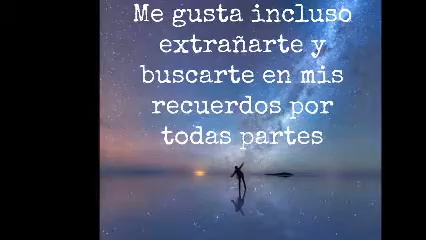 Me gusta incluso
extrañarte y
buscarte en mis
recuerdos por
todas partes